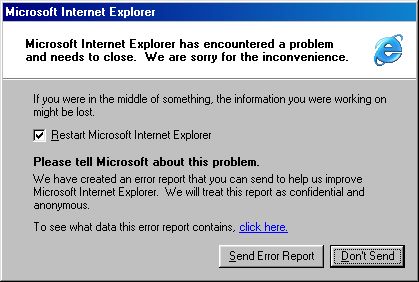 Microsoft Internet Explorer
Microsoft Internet Explorer has encountered a problem
and needs to close.  We are sorry for the inconvenience.
If you were in the middle of something, the information you were working on
might be lost.
Restart Microsoft Internet Explorer
Please tell Microsoft about this problem.
We have created an error report that you can send to help us improve
Microsoft Internet Explorer.  We will treat this report as confidential and
anonymous.
To see what data this error report contains, click here.
Send Error Report
Don't Send